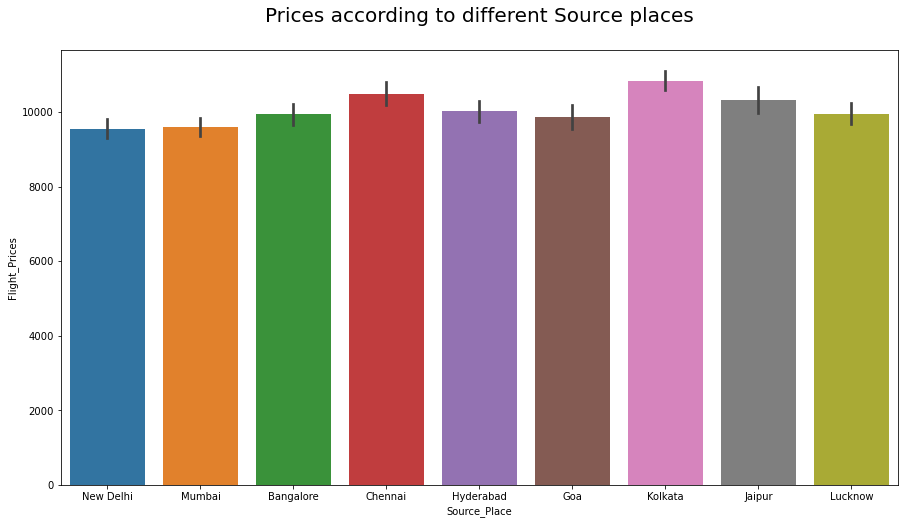 Prices according to different Source places
Flight_Prices
10000
8000
6000
4000
2000
0
New Delhi Mumbai Bangalore Chennai Hyderabad Goa Kolkata Jaipur Lucknow
Source_Place